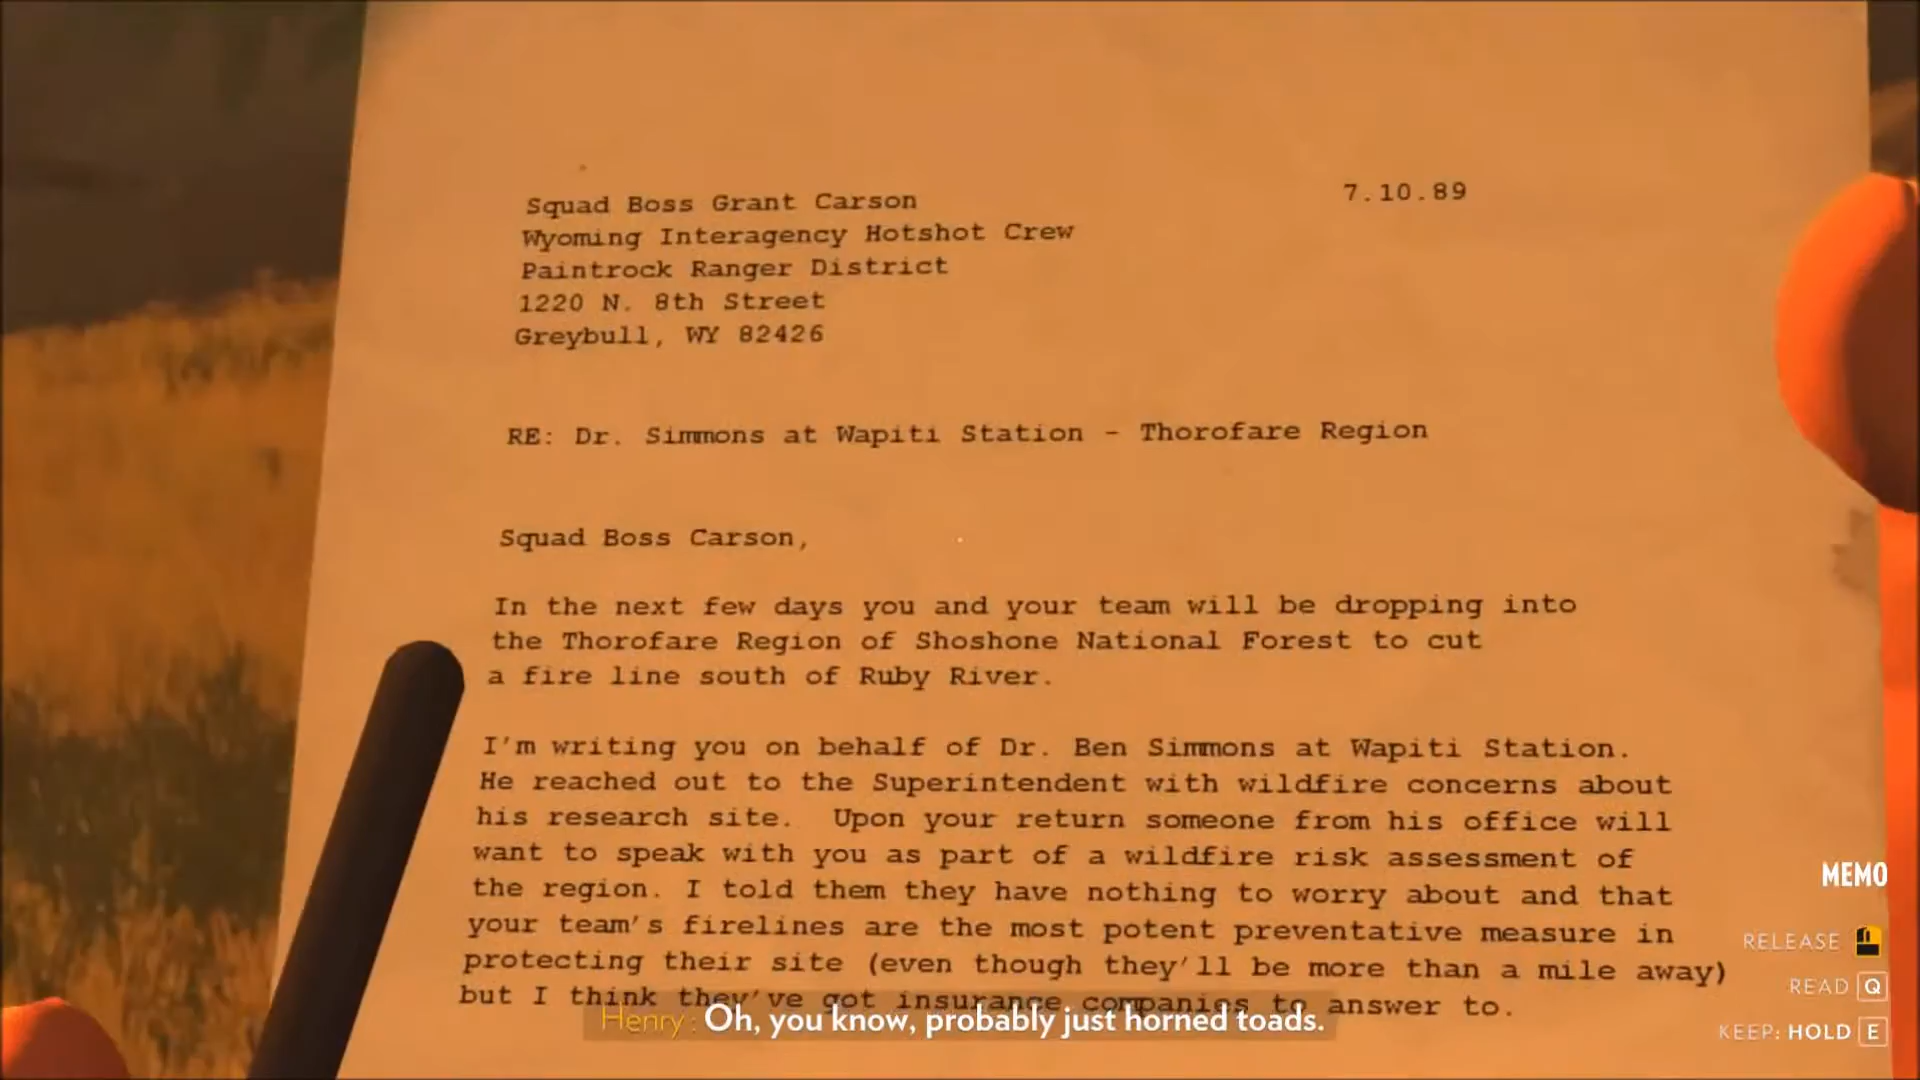 Squad Boss Grant Carson
7.10.89
Wyoming Interagency Hotshot Crew
Paintrock Ranger District
1220 N. 8th Street
Greybull, WY 82426
RE: Dr. Simmons at Wapiti Station - Thorofare Region
Squad Boss Carson,
In the next few days you and your team will be dropping into
the Thorofare Region of Shoshone National Forest to cut
a fire line south of Ruby River.
I'm writing you on behalf of Dr. Ben Simmons at Wapiti Station.
He reached out to the Superintendent with wildfire concerns about
his research site. Upon your return someone from his office will
want to speak with you as part of a wildfire risk assessment of
the region. I told them they have nothing to worry about and that
your team's firelines are the most potent preventative measure in
protecting their site (even though they'll be more than a mile away)
but I think they've got insurance companies to answer to.
Henry: Oh, you know, probably just horned toads.
MEMO
RELEASE
READ Q
KEEP: HOLD E